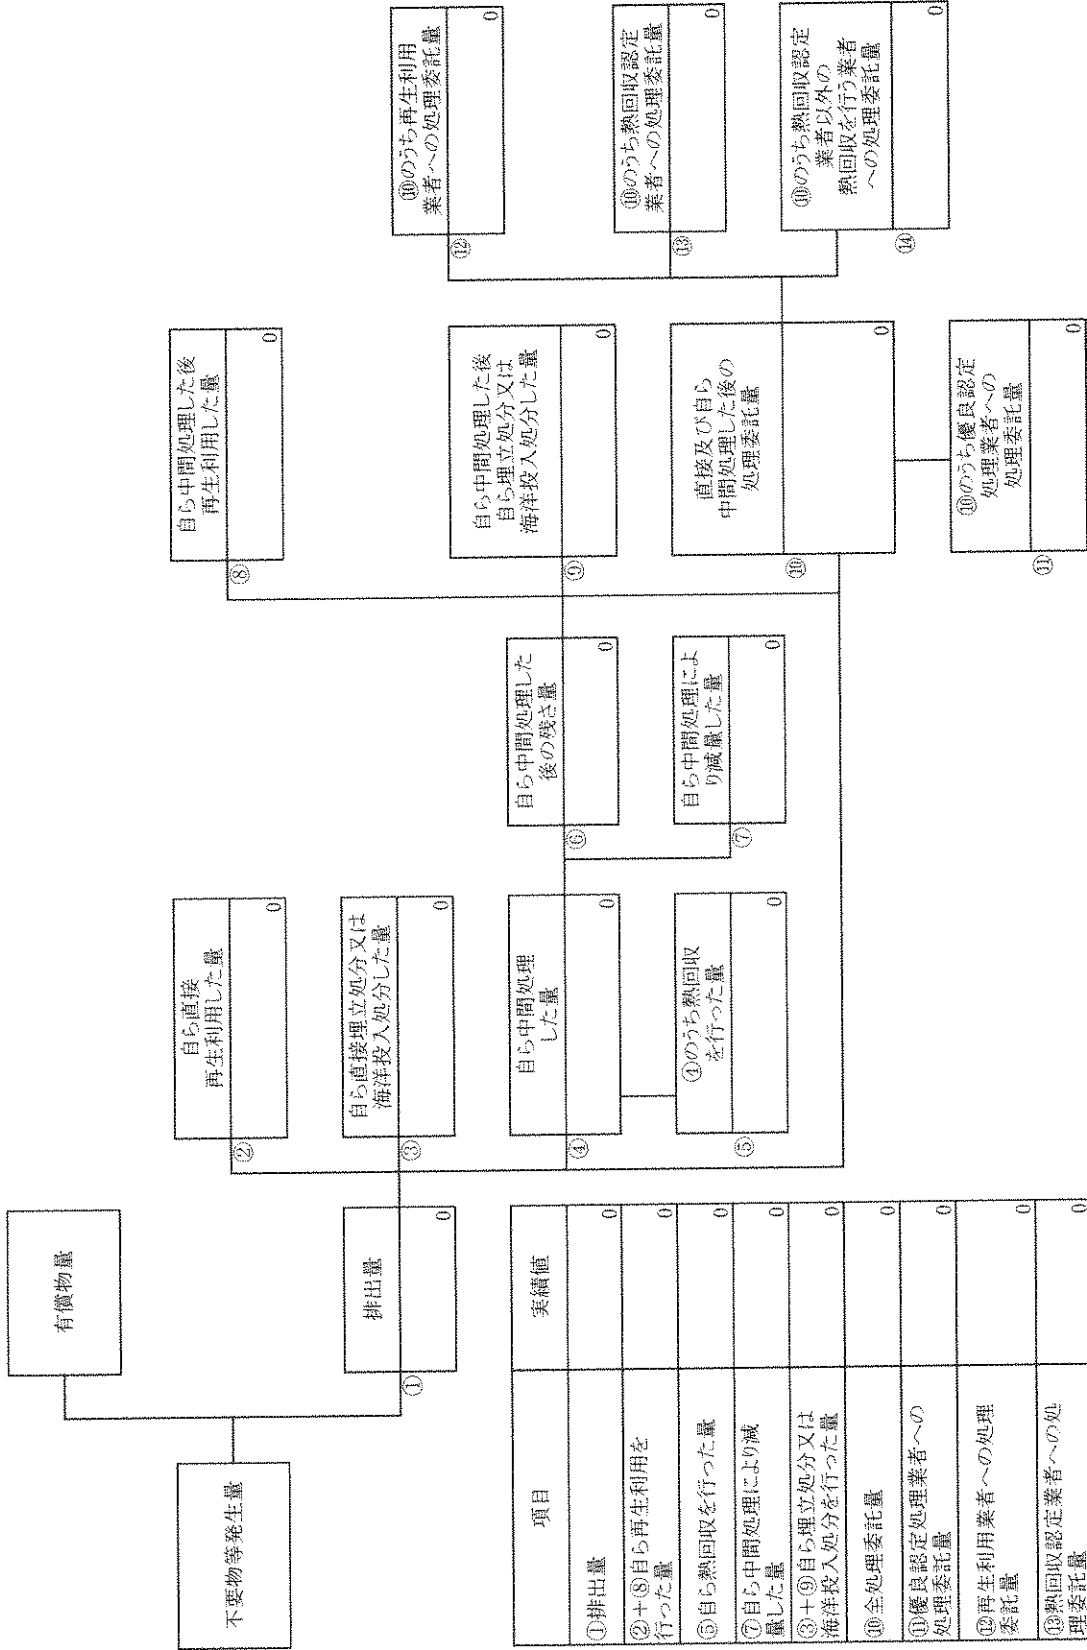 不要物等発生量
有償物量
①
排出量
0
②
自ら直接
再生利用した量
0
③
自ら直接埋立処分又は
海洋投入処分した量
0
④
自ら中間処理
した量
0
⑤
④のうち熱回収
を行った量
0
⑥
自ら中間処理した
後の残さ量
0
⑦
自ら中間処理によ
り減量した量
0
⑧
自ら中間処理した後
再生利用した量
0
⑨
自ら中間処理した後
自ら埋立処分又は
海洋投入処分した量
0
⑩
直接及び自ら
中間処理した後の
処理委託量
0
⑪
⑩のうち優良認定
処理業者への
処理委託量
0
⑫
⑩のうち再生利用
業者への処理委託量
0
⑬
⑩のうち熱回収認定
業者への処理委託量
0
⑭
⑩のうち熱回収認定
業者以外の
熱回収を行う業者
への処理委託量
0
項目 実績値
①排出量 0
②+⑧自ら再生利用を
行った量 0
⑤自ら熱回収を行った量 0
⑦自ら中間処理により減
量した量 0
③+⑨自ら埋立処分又は
海洋投入処分を行った量 0
⑩全処理委託量 0
⑪優良認定処理業者への
処理委託量 0
⑫再生利用業者への処理
委託量 0
⑬熱回収認定業者への処
理委託量 0